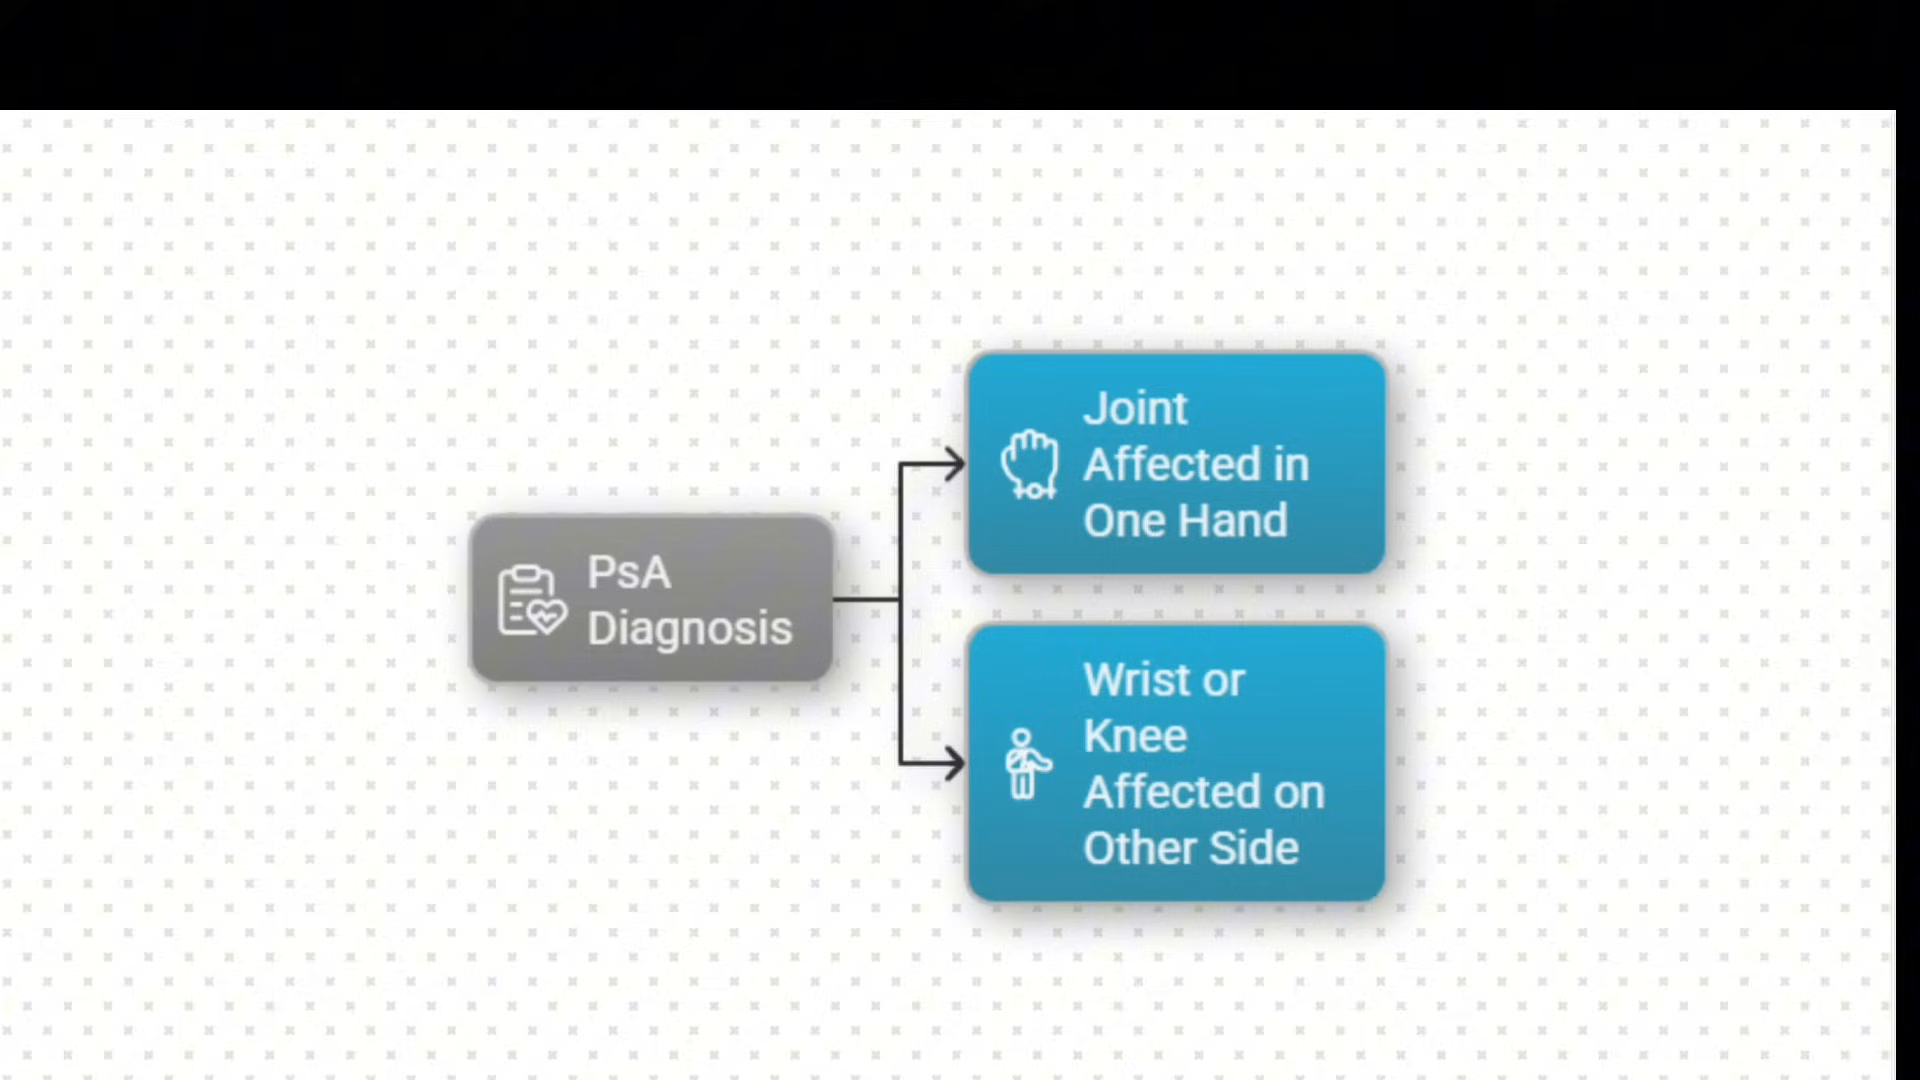 PsA
Diagnosis
Joint
Affected in
One Hand
Wrist or
Knee
Affected on
Other Side